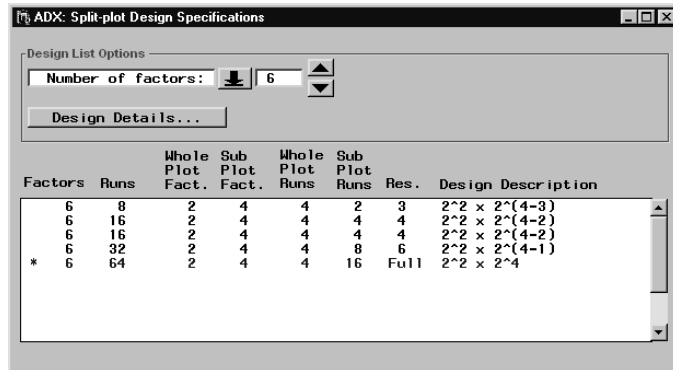 ADX: Split-plot Design Specifications
Design List Options
Number of factors: 6
Design Details...
Whole Sub Whole Sub
Plot Plot Plot Plot
Factors Runs Fact. Fact. Runs Runs Res. Design Description
6 8 2 4 4 2 3 2^2 x 2^(4-3)
6 16 2 4 4 4 4 2^2 x 2^(4-2)
6 16 2 4 4 4 4 2^2 x 2^(4-2)
6 32 2 4 4 8 6 2^2 x 2^(4-1)
* 6 64 2 4 4 16 Full 2^2 x 2^4